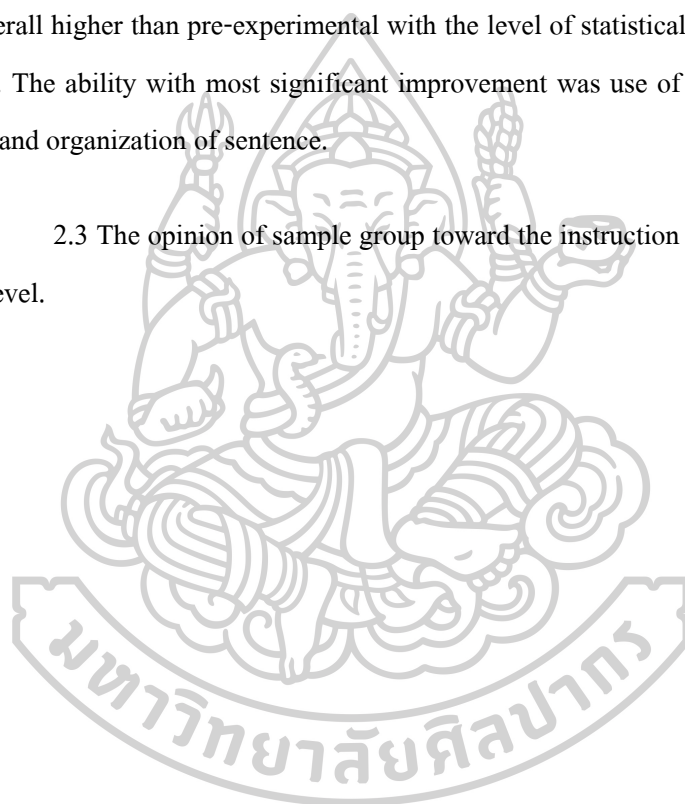 erall higher than pre-experimental with the level of statistical
. The ability with most significant improvement was use of
and organization of sentence.
2.3 The opinion of sample group toward the instruction
evel.
มหาวิทยาลัยศิลปากร